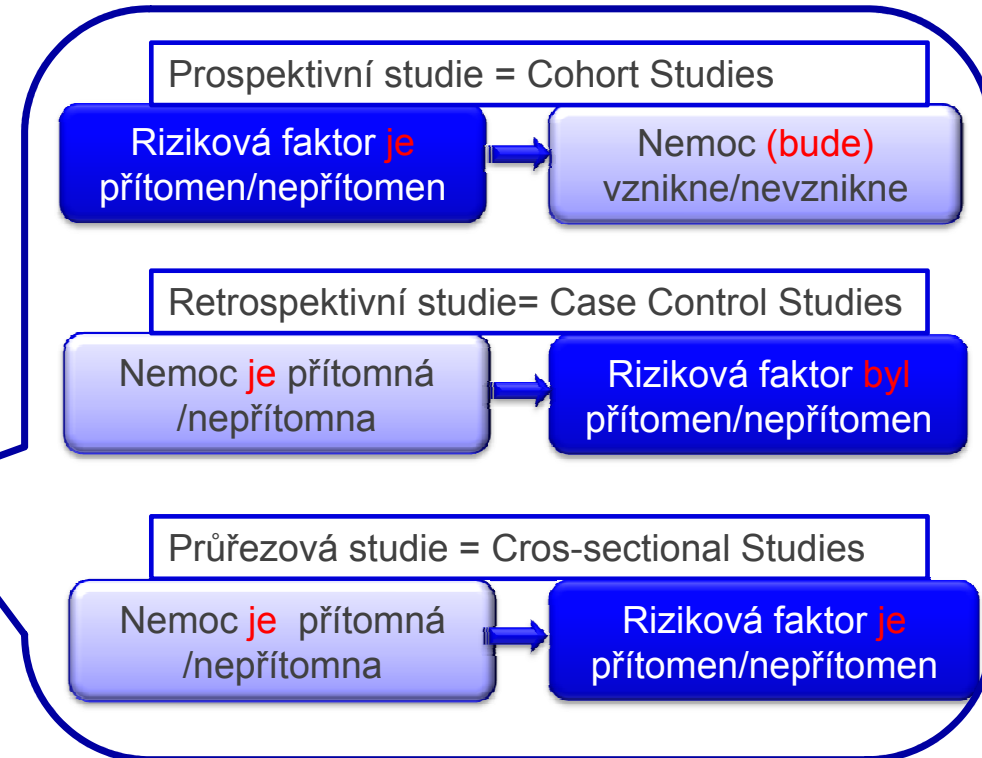 Prospektivní studie = Cohort Studies
Riziková faktor je
přítomen/nepřítomen
Nemoc (bude)
vznikne/nevznikne
Retrospektivní studie= Case Control Studies
Nemoc je přítomná
/nepřítomna
Riziková faktor byl
přítomen/nepřítomen
Průřezová studie = Cros-sectional Studies
Nemoc je přítomná
/nepřítomna
Riziková faktor je
přítomen/nepřítomen